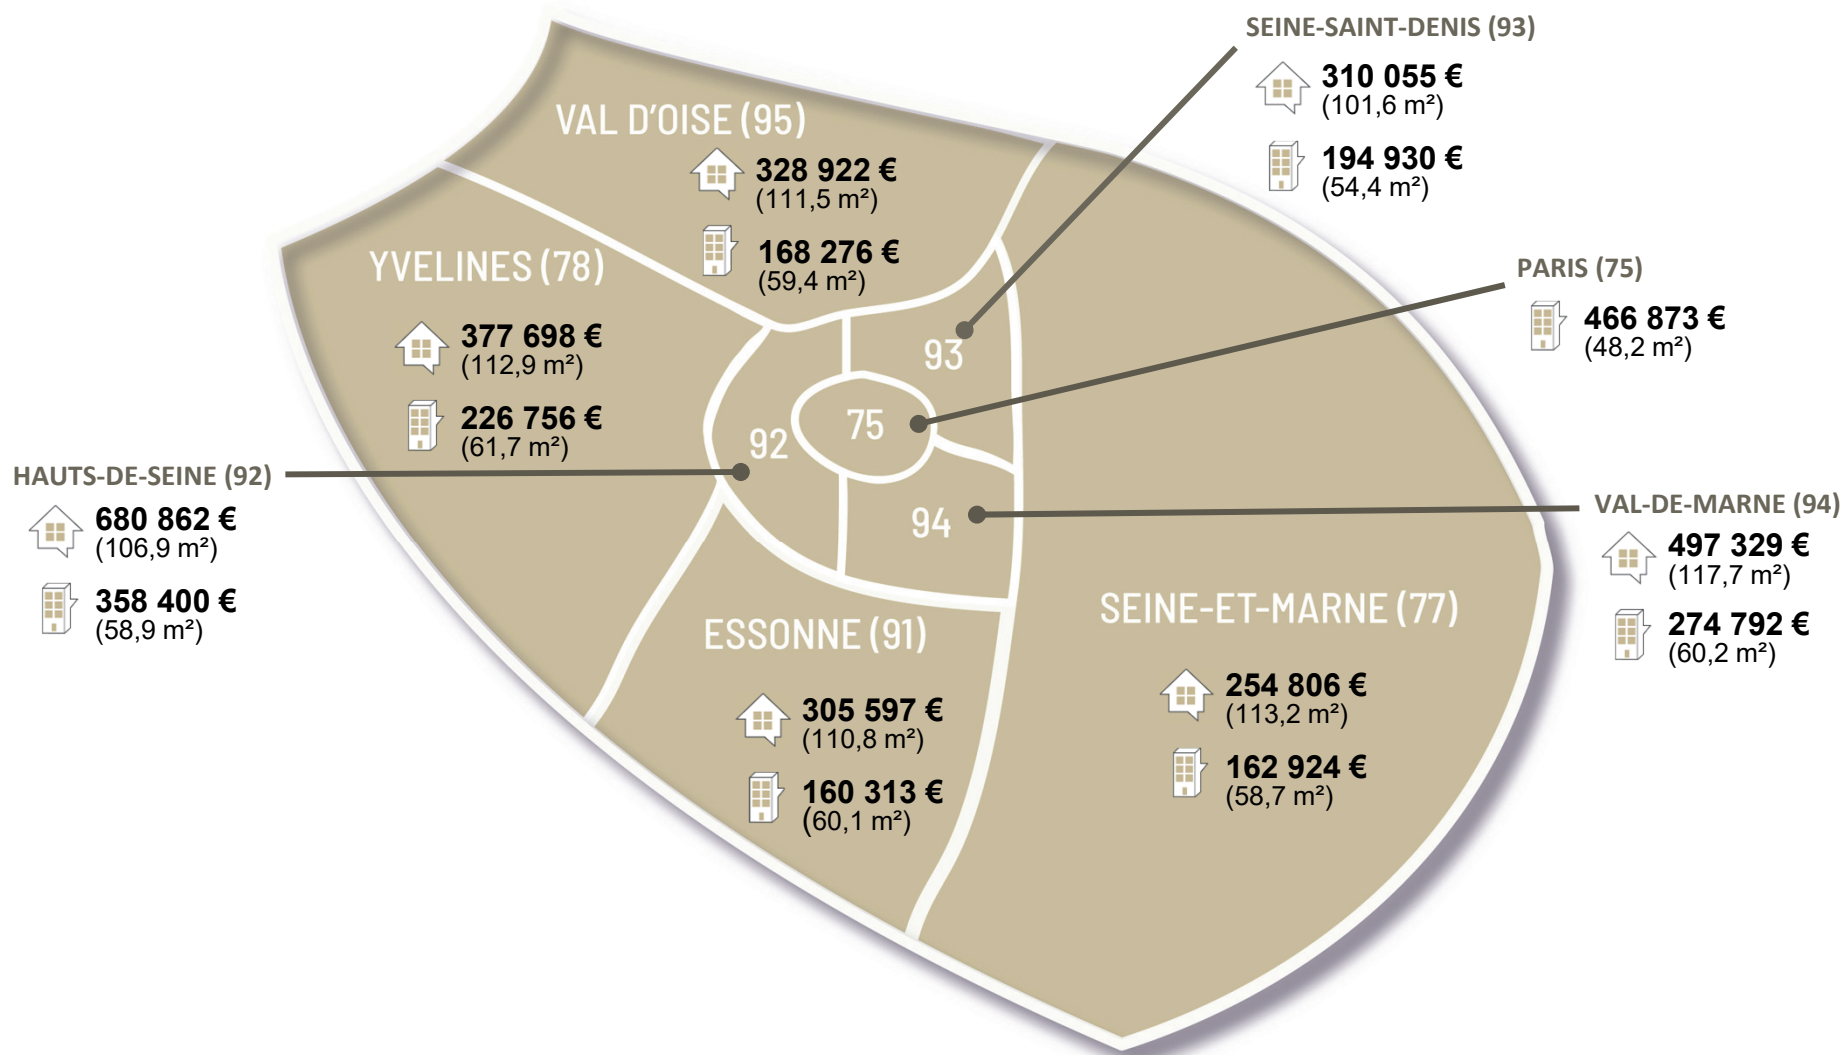 SEINE-SAINT-DENIS (93)
310 055 €
(101,6 m²)
194 930 €
(54,4 m²)
VAL D'OISE (95)
328 922 €
(111,5 m²)
168 276 €
(59,4 m²)
YVELINES (78)
377 698 €
(112,9 m²)
226 756 €
(61,7 m²)
PARIS (75)
466 873 €
(48,2 m²)
93
75
92
94
HAUTS-DE-SEINE (92)
680 862 €
(106,9 m²)
358 400 €
(58,9 m²)
VAL-DE-MARNE (94)
497 329 €
(117,7 m²)
274 792 €
(60,2 m²)
ESSONNE (91)
305 597 €
(110,8 m²)
160 313 €
(60,1 m²)
SEINE-ET-MARNE (77)
254 806 €
(113,2 m²)
162 924 €
(58,7 m²)